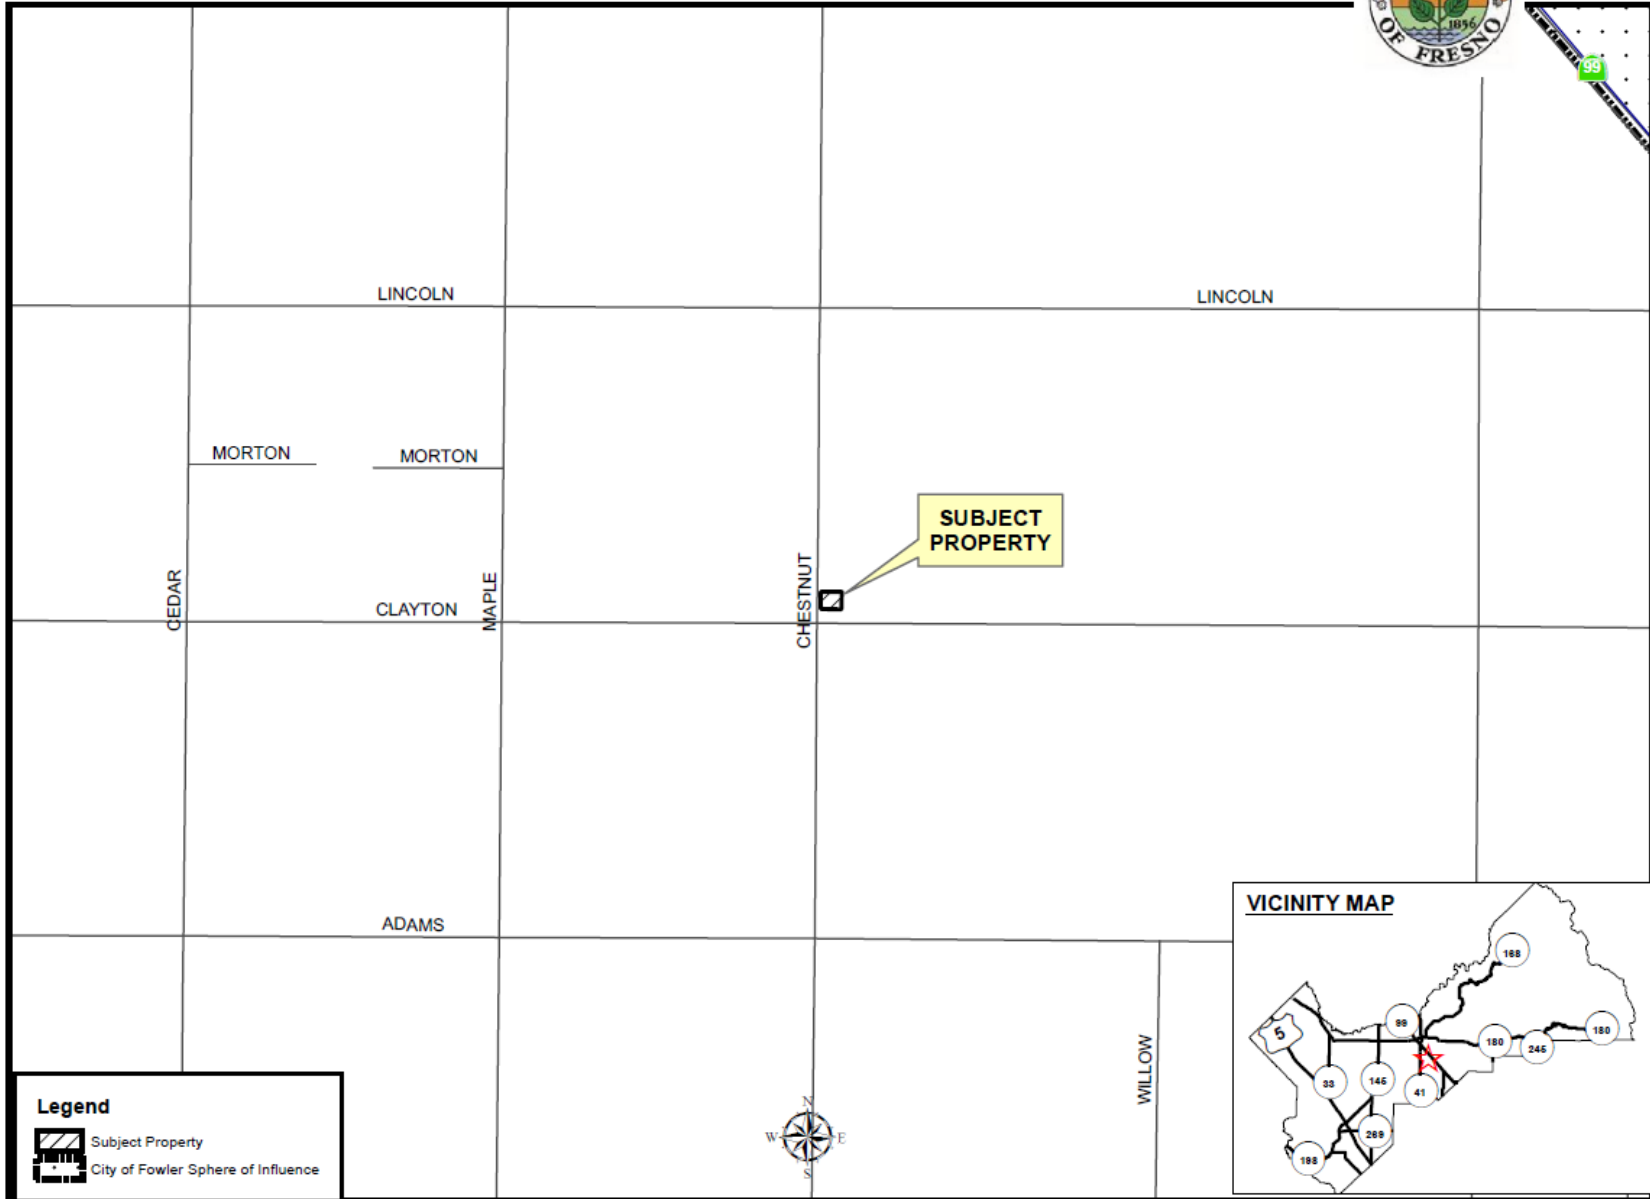 1856
OF FRESNO
99
LINCOLN
LINCOLN
MORTON
MORTON
SUBJECT
PROPERTY
CEDAR
MAPLE
CHESTNUT
CLAYTON
ADAMS
WILLOW
VICINITY MAP
168
99
5
180
245
180
33
145
41
269
198
N
W
E
S
Legend
Subject Property
City of Fowler Sphere of Influence